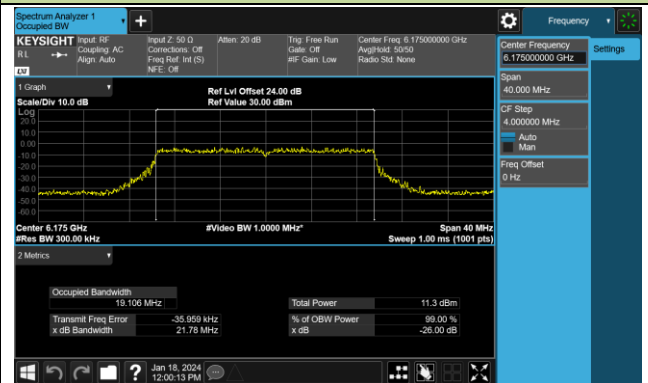 Spectrum Analyzer 1
Occupied BW
Frequency
KEYSIGHT
Input: RF
Coupling: AC
Align: Auto
Input Z: 50 Ω
Corrections: Off
Freq Ref: Int (S)
NFE: Off
Atten: 20 dB
Trig: Free Run
Gate: Off
#IF Gain: Low
Center Freq: 6.175000000 GHz
Avg|Hold: 50/50
Radio Std: None
RL
LXI
1 Graph
Scale/Div 10.0 dB
Ref Lvl Offset 24.00 dB
Ref Value 30.00 dBm
Log
20.0
10.0
0.00
-10.0
-20.0
-30.0
-40.0
-50.0
-60.0
Center 6.175 GHz
#Res BW 300.00 kHz
#Video BW 1.0000 MHz*
Span 40 MHz
Sweep 1.00 ms (1001 pts)
2 Metrics
Occupied Bandwidth
19.106 MHz
Total Power 11.3 dBm
Transmit Freq Error -35.959 kHz
% of OBW Power 99.00 %
x dB Bandwidth 21.78 MHz
x dB -26.00 dB
Center Frequency
6.175000000 GHz
Settings
Span
40.000 MHz
CF Step
4.000000 MHz
Auto
Man
Freq Offset
0 Hz
?
Jan 18, 2024
12:00:13 PM